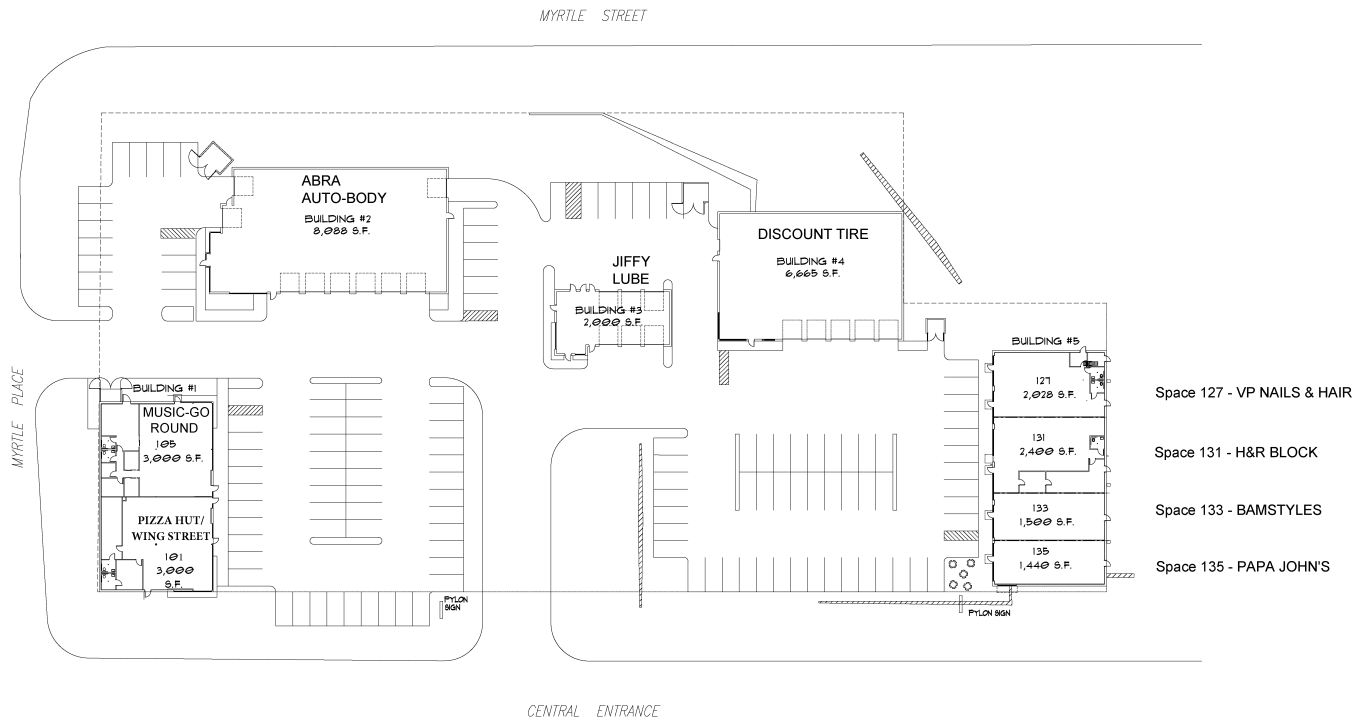 MYRTLE STREET
ABRA
AUTO-BODY
BUILDING #2
8,088 S.F.
DISCOUNT TIRE
BUILDING #4
6,665 S.F.
JIFFY
LUBE
BUILDING #3
2,000 S.F.
BUILDING #5
127
2,028 S.F.
Space 127 - VP NAILS & HAIR
131
2,400 S.F.
Space 131 - H&R BLOCK
133
1,500 S.F.
Space 133 - BAMSTYLES
135
1,440 S.F.
Space 135 - PAPA JOHN'S
MYRTLE PLACE
BUILDING #1
MUSIC-GO
ROUND
105
3,000 S.F.
PIZZA HUT/
WING STREET
101
3,000
S.F.
PYLON
SIGN
PYLON SIGN
CENTRAL ENTRANCE